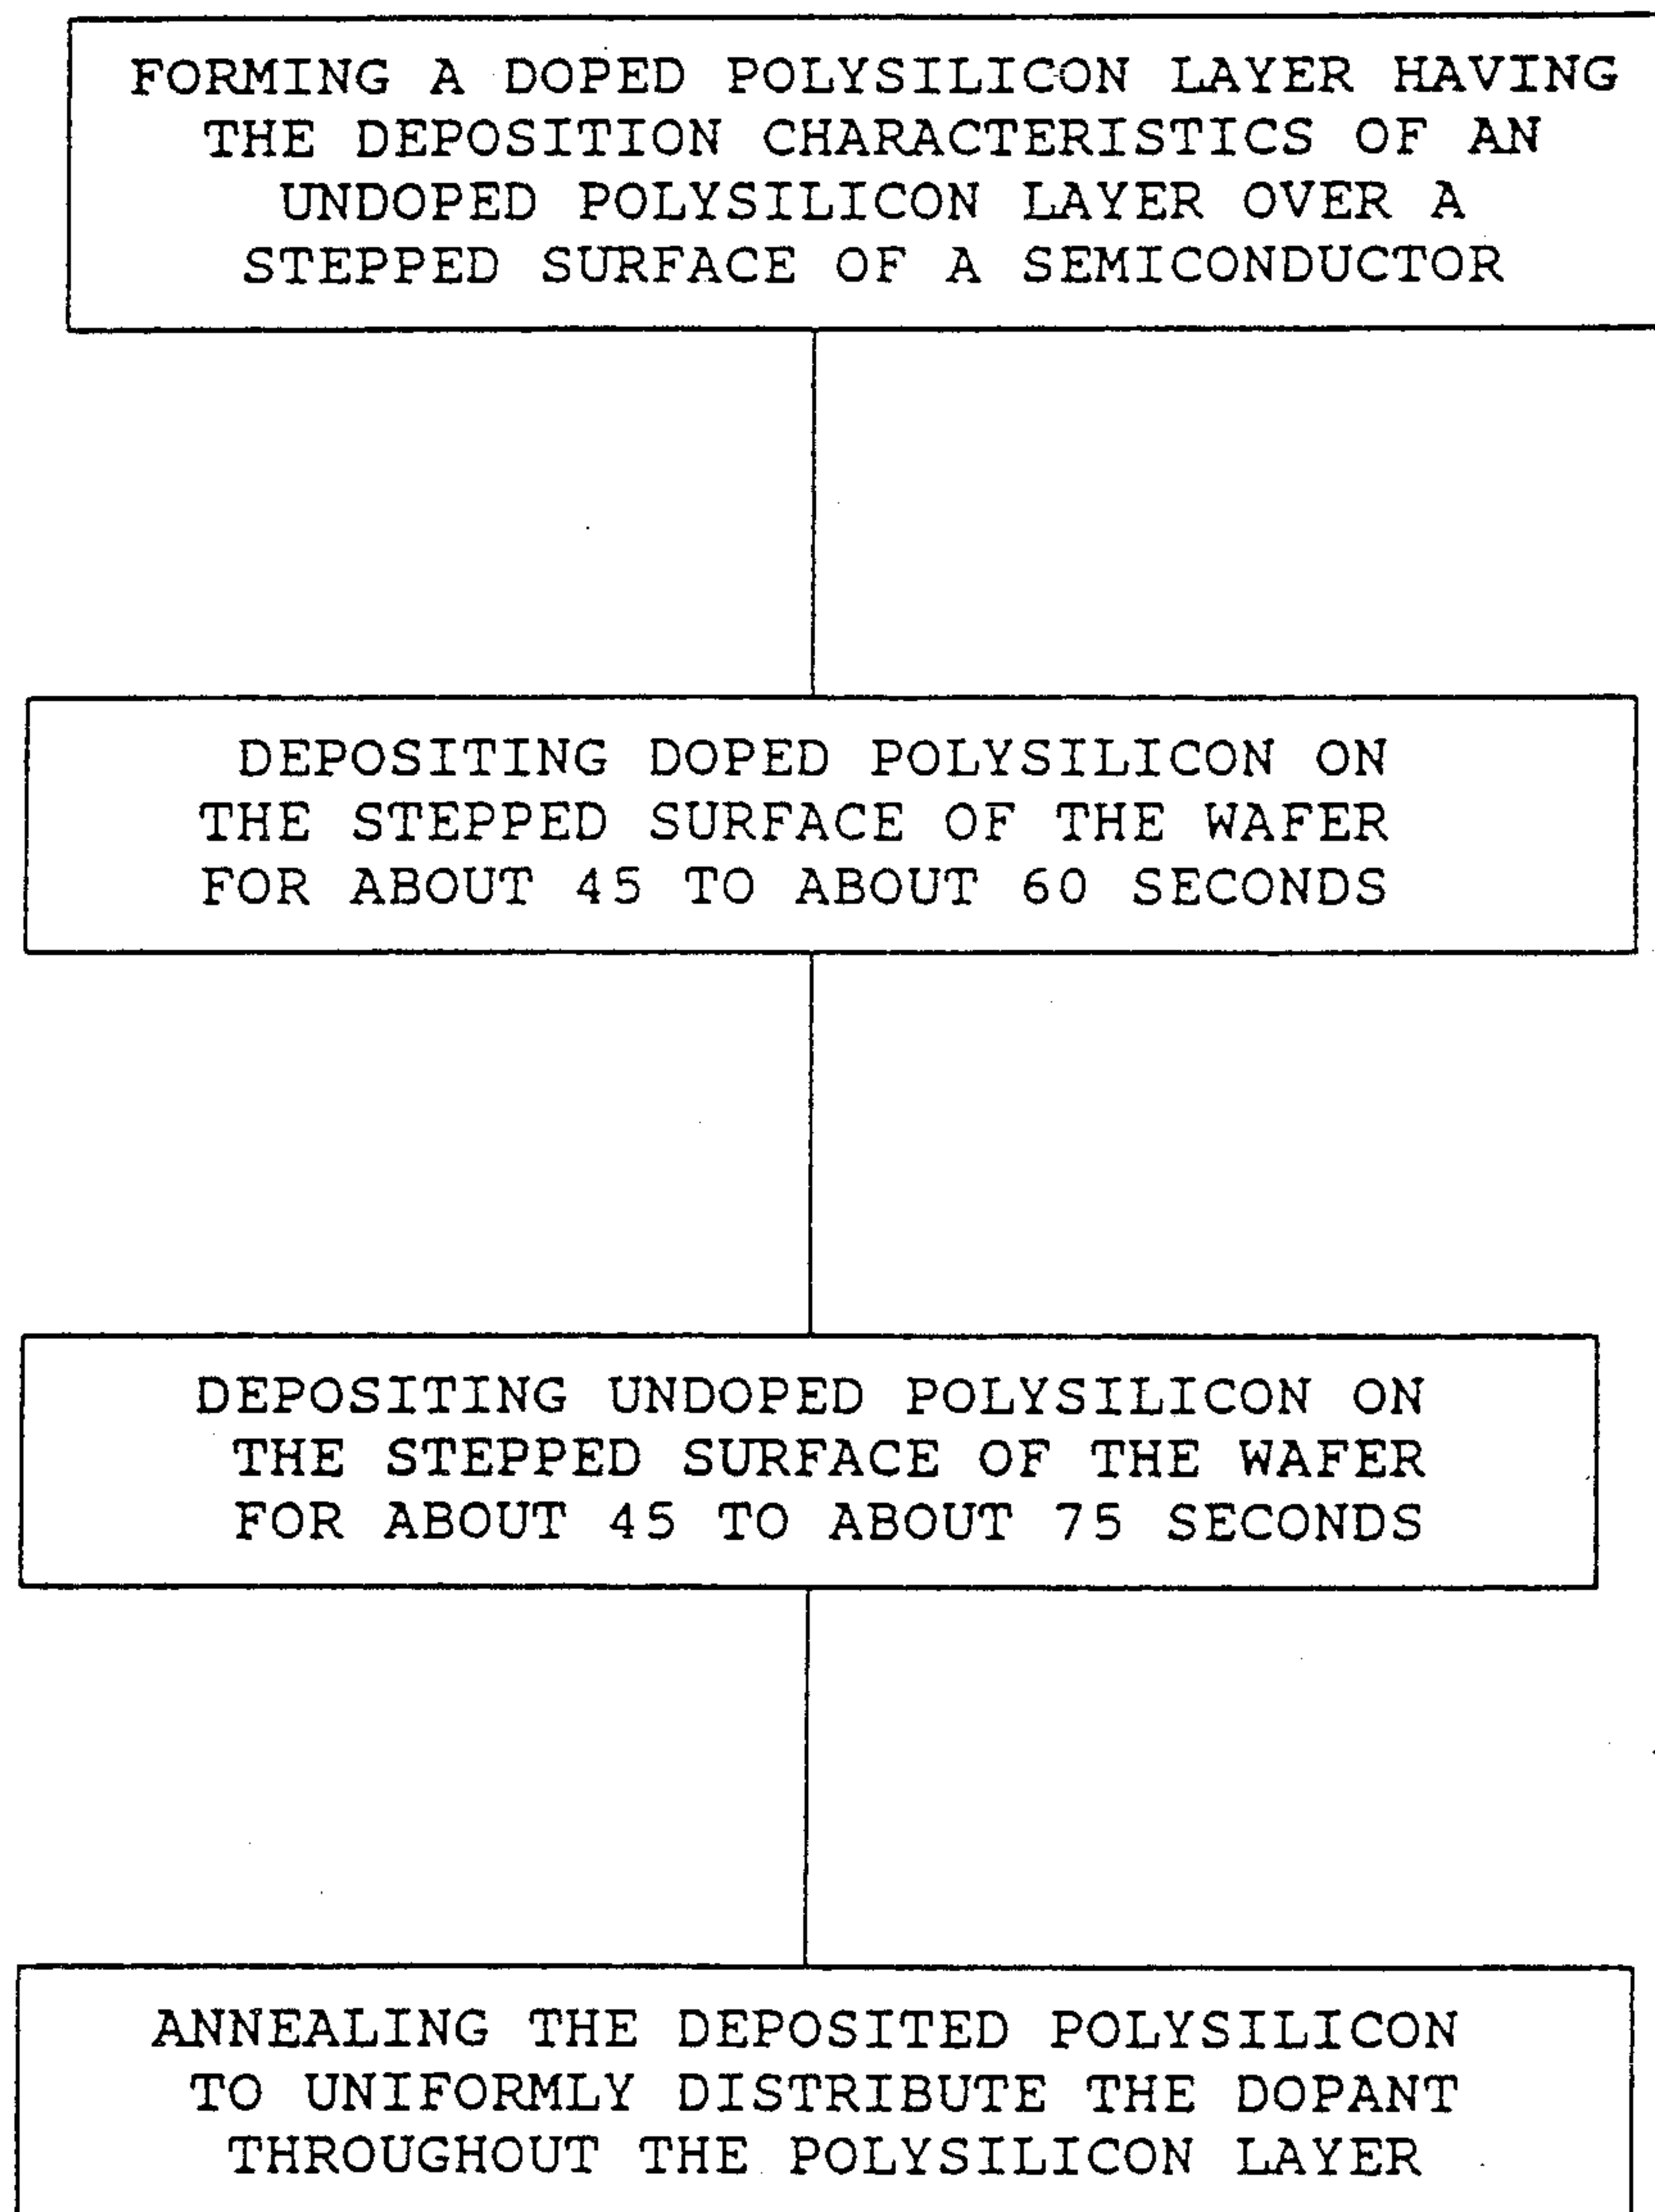 FORMING A DOPED POLYSILICON LAYER HAVING
THE DEPOSITION CHARACTERISTICS OF AN
UNDOPED POLYSILICON LAYER OVER A
STEPPED SURFACE OF A SEMICONDUCTOR
DEPOSITING DOPED POLYSILICON ON
THE STEPPED SURFACE OF THE WAFER
FOR ABOUT 45 TO ABOUT 60 SECONDS
DEPOSITING UNDOPED POLYSILICON ON
THE STEPPED SURFACE OF THE WAFER
FOR ABOUT 45 TO ABOUT 75 SECONDS
ANNEALING THE DEPOSITED POLYSILICON
TO UNIFORMLY DISTRIBUTE THE DOPANT
THROUGHOUT THE POLYSILICON LAYER